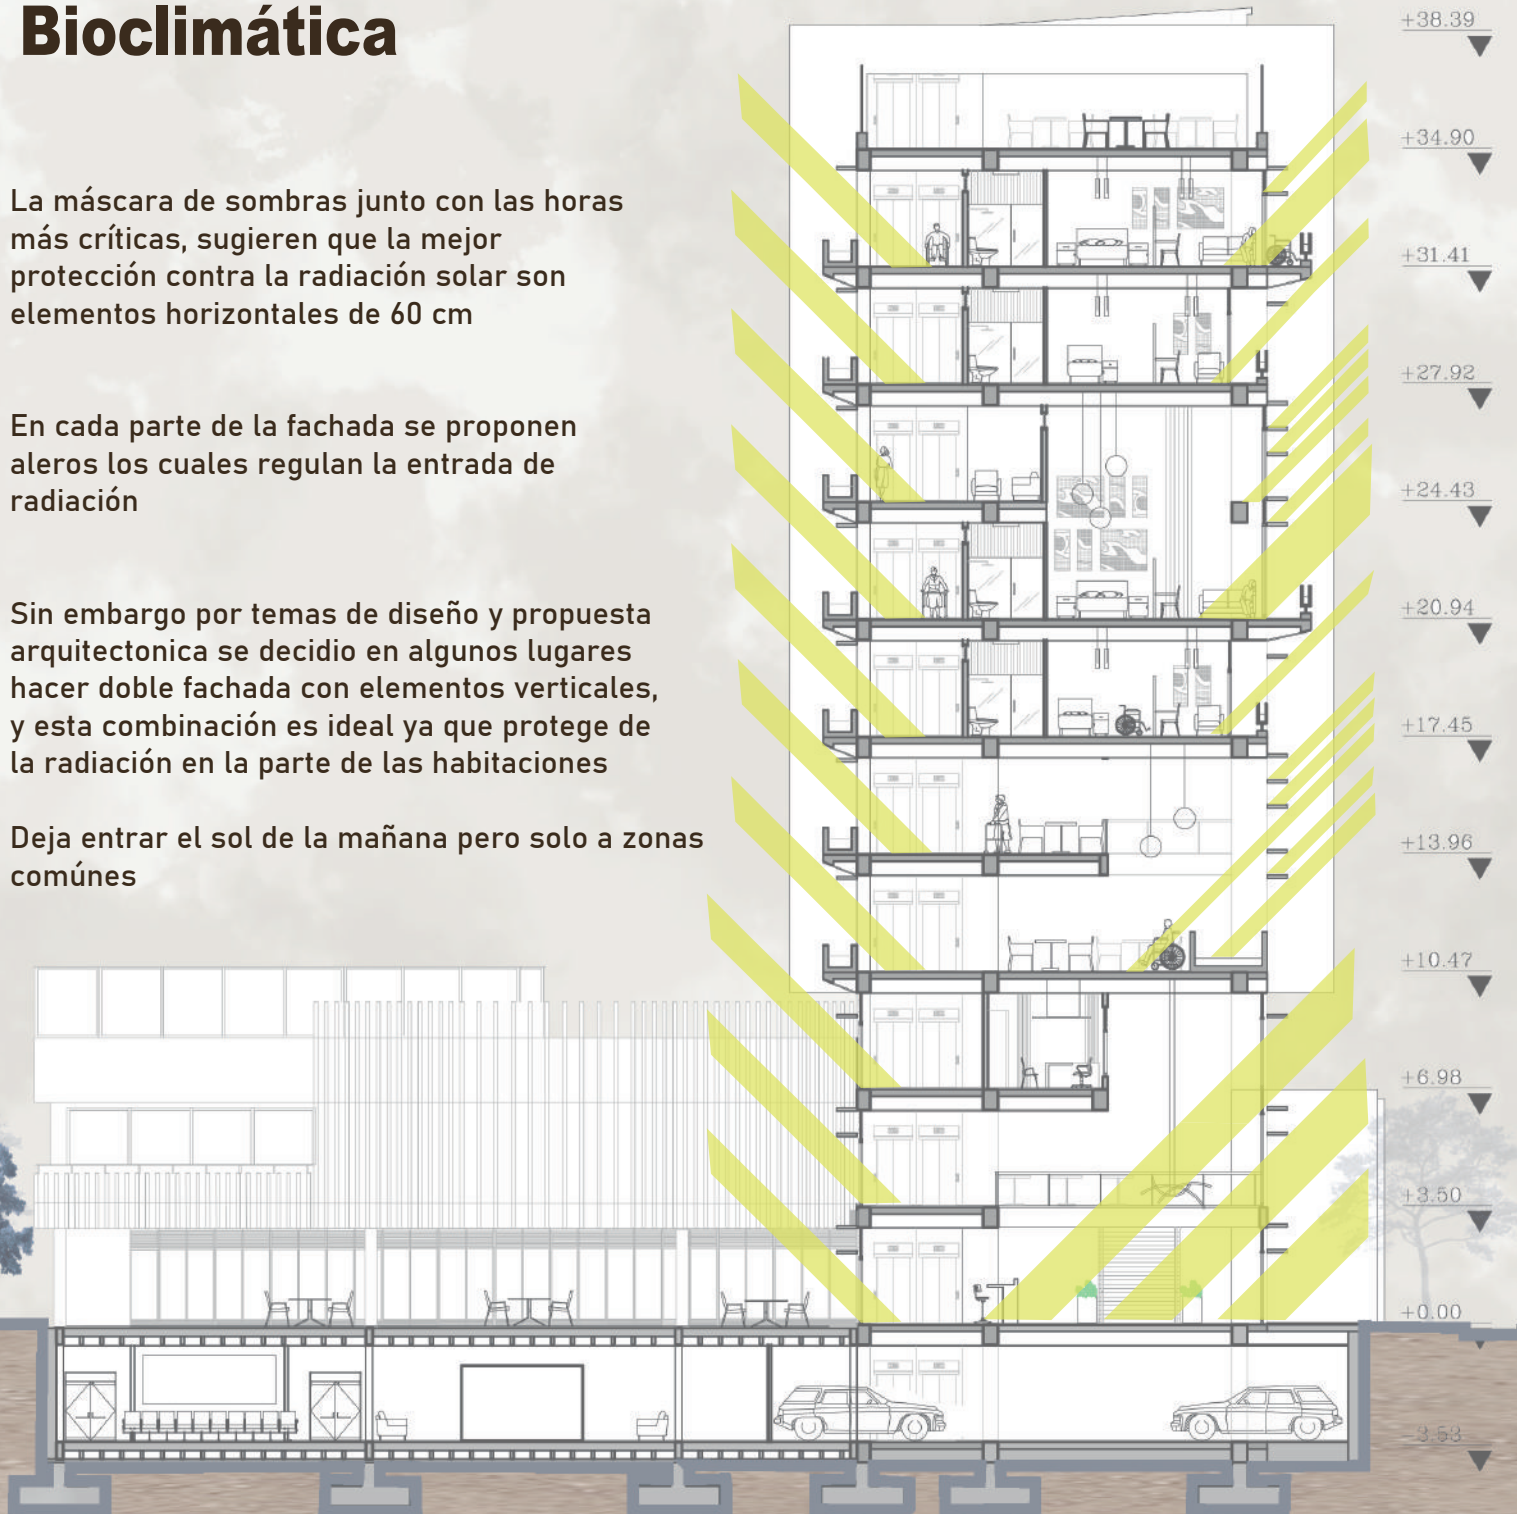 Bioclimática
La máscara de sombras junto con las horas
más críticas, sugieren que la mejor
protección contra la radiación solar son
elementos horizontales de 60 cm
En cada parte de la fachada se proponen
aleros los cuales regulan la entrada de
radiación
Sin embargo por temas de diseño y propuesta
arquitectonica se decidio en algunos lugares
hacer doble fachada con elementos verticales,
y esta combinación es ideal ya que protege de
la radiación en la parte de las habitaciones
Deja entrar el sol de la mañana pero solo a zonas
comúnes
+38.39
+34.90
+31.41
+27.92
+24.43
+20.94
+17.45
+13.96
+10.47
+6.98
+3.50
+0.00
-3.53